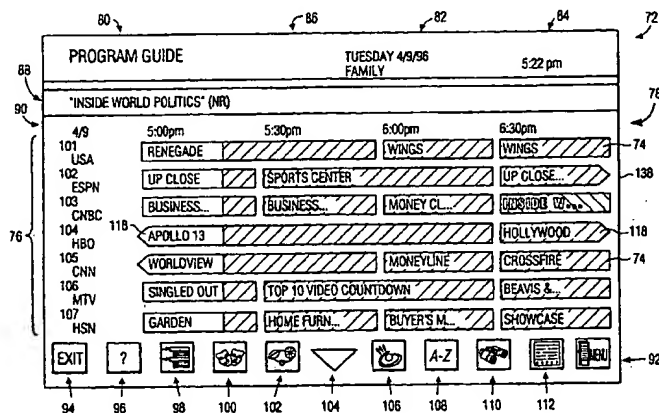 80 86 82 84 72
PROGRAM GUIDE TUESDAY 4/9/96 5:22 pm
FAMILY
88
"INSIDE WORLD POLITICS" (NR)
90 78
4/9 5:00pm 5:30pm 6:00pm 6:30pm
101 USA RENEGADE WINGS WINGS 74
102 ESPN UP CLOSE SPORTS CENTER UP CLOSE... 138
103 CNBC BUSINESS... BUSINESS... MONEY CL... INSIDE W...
76 104 HBO 118 APOLLO 13 HOLLYWOOD 118
105 CNN WORLDVIEW MONEYLINE CROSSFIRE 74
106 MTV SINGLED OUT TOP 10 VIDEO COUNTDOWN BEAVIS &...
107 HSN GARDEN HOME FURN... BUYER'S M... SHOWCASE
EXIT ? A-Z MENU 92
94 96 98 100 102 104 106 108 110 112